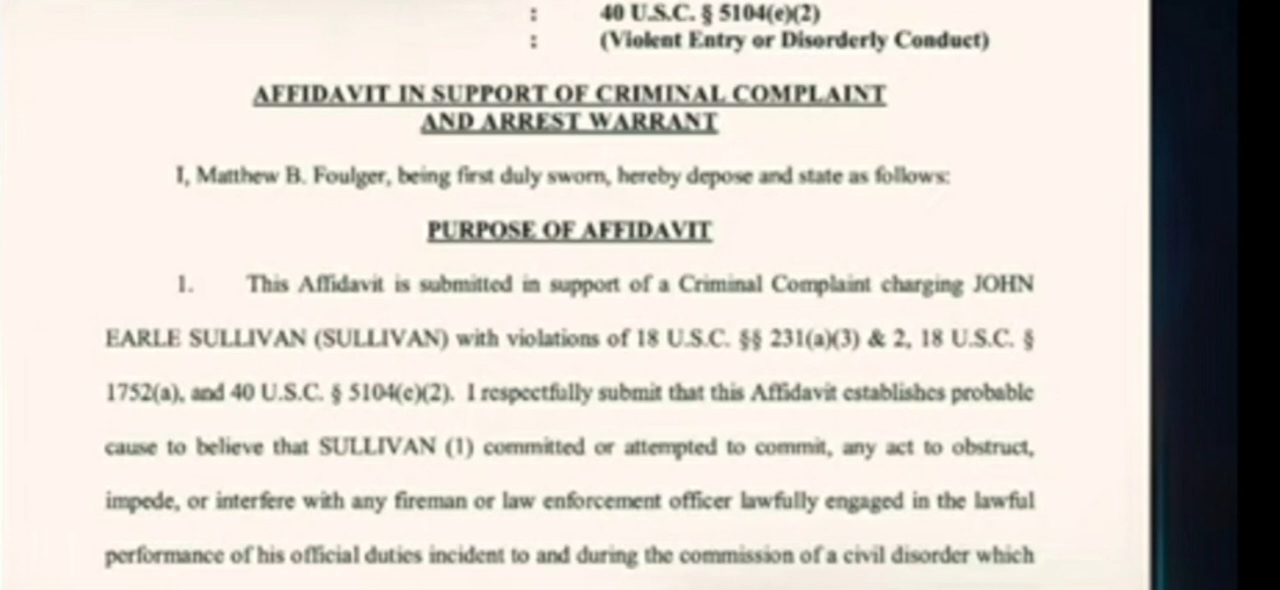 : 40 U.S.C. § 5104(e)(2)
: (Violent Entry or Disorderly Conduct)
AFFIDAVIT IN SUPPORT OF CRIMINAL COMPLAINT
AND ARREST WARRANT
I, Matthew B. Foulger, being first duly sworn, hereby depose and state as follows:
PURPOSE OF AFFIDAVIT
1. This Affidavit is submitted in support of a Criminal Complaint charging JOHN
EARLE SULLIVAN (SULLIVAN) with violations of 18 U.S.C. §§ 231(a)(3) & 2, 18 U.S.C. §
1752(a), and 40 U.S.C. § 5104(e)(2). I respectfully submit that this Affidavit establishes probable
cause to believe that SULLIVAN (1) committed or attempted to commit, any act to obstruct,
impede, or interfere with any fireman or law enforcement officer lawfully engaged in the lawful
performance of his official duties incident to and during the commission of a civil disorder which